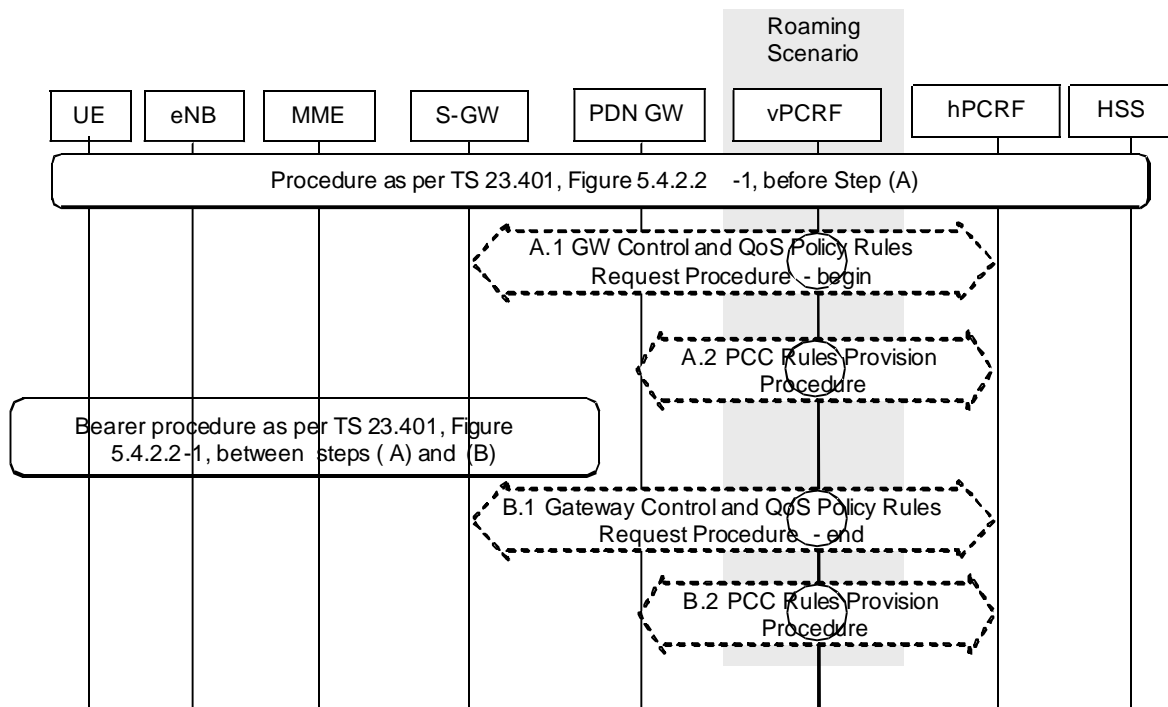 Roaming
Scenario
UE eNB MME S-GW PDN GW vPCRF hPCRF HSS
Procedure as per TS 23.401, Figure 5.4.2.2 -1, before Step (A)
A.1 GW Control and QoS Policy Rules
Request Procedure - begin
A.2 PCC Rules Provision
Procedure
Bearer procedure as per TS 23.401, Figure
5.4.2.2-1, between steps ( A) and (B)
B.1 Gateway Control and QoS Policy Rules
Request Procedure - end
B.2 PCC Rules Provision
Procedure